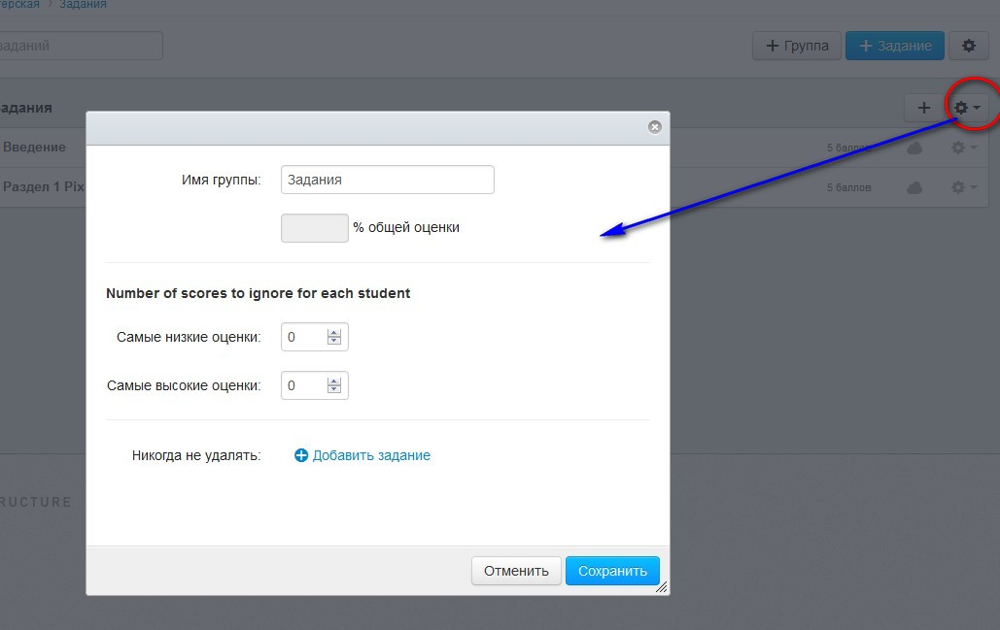 терская > Задания
заданий
+ Группа
+ Задание
адания
Введение
5 баллов
Раздел 1 Pix
5 баллов
Имя группы:
Задания
% общей оценки
Number of scores to ignore for each student
Самые низкие оценки:
0
Самые высокие оценки:
0
Никогда не удалять:
Добавить задание
RUCTURE
Отменить
Сохранить